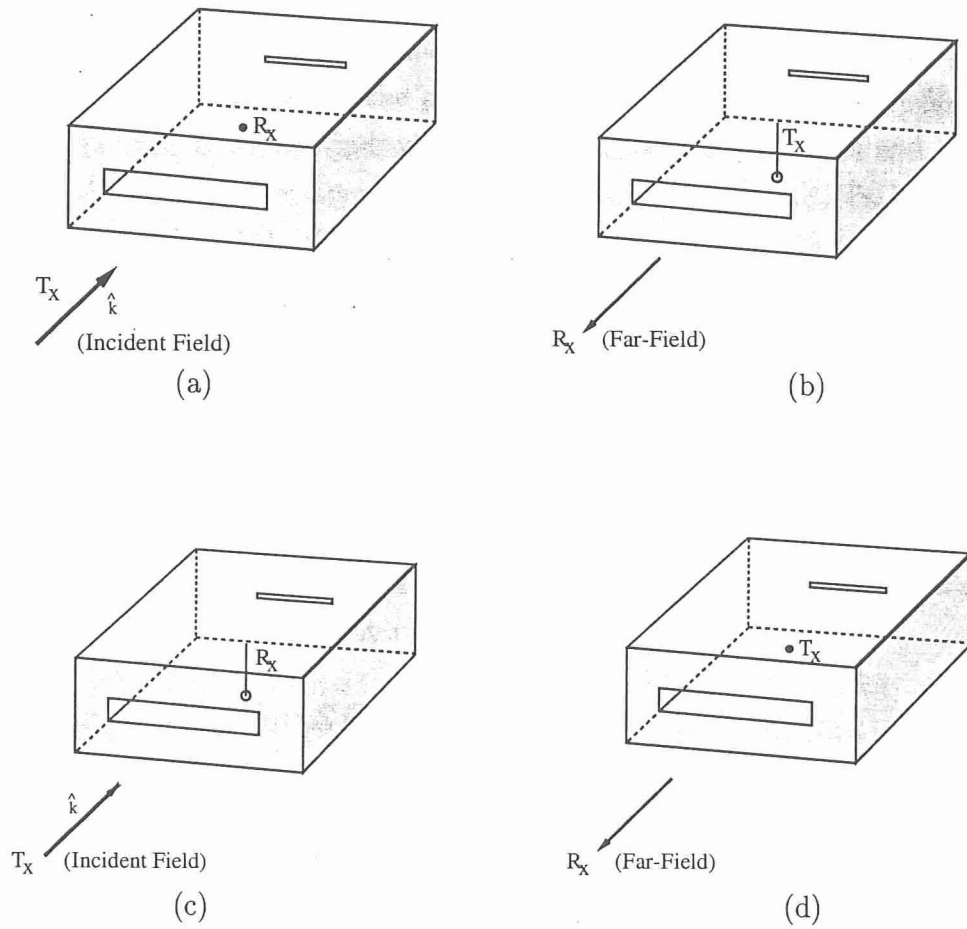 R_X
T_X
k̂
(Incident Field)
(a)
T_X
R_X (Far-Field)
(b)
R_X
k̂
T_X (Incident Field)
(c)
T_X
R_X (Far-Field)
(d)